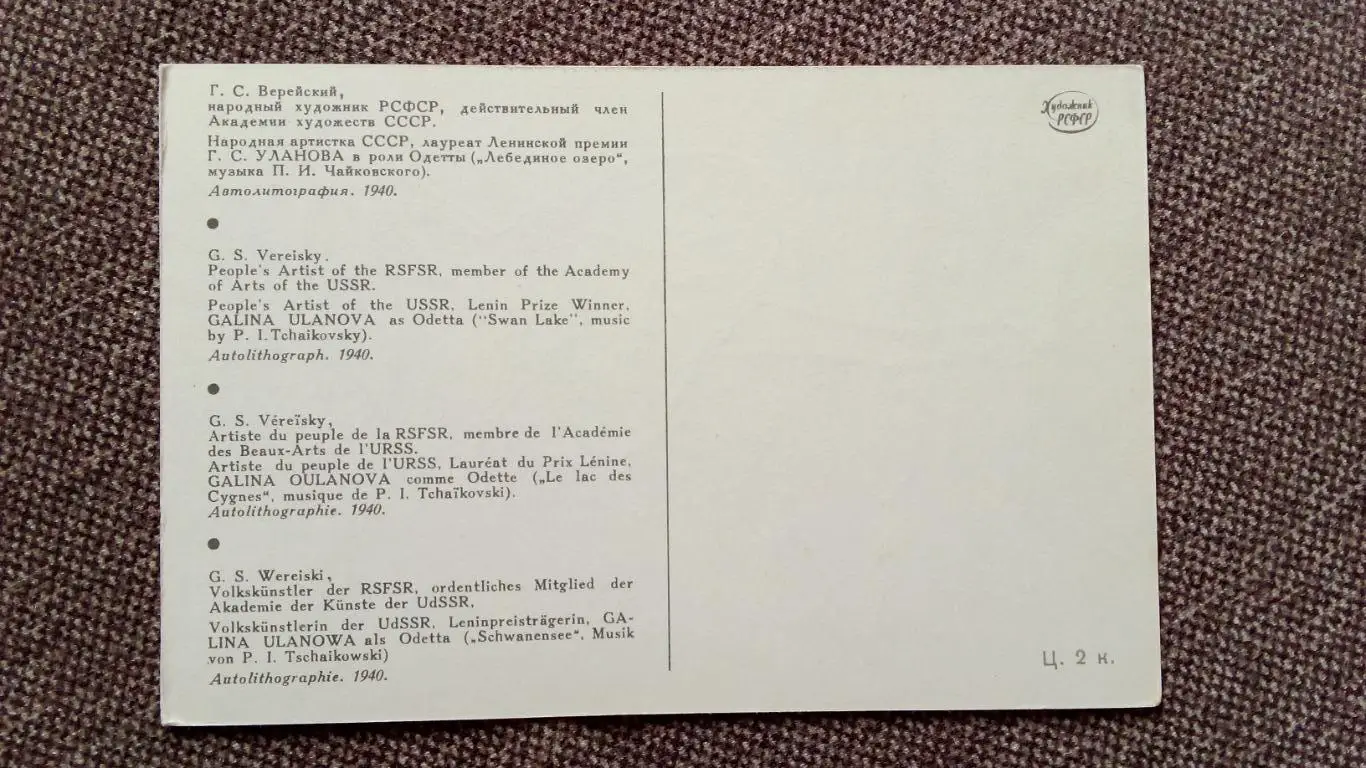 Г. С. Верейский,
народный художник РСФСР, действительный член
Академии художеств СССР.
Народная артистка СССР, лауреат Ленинской премии
Г. С. УЛАНОВА в роли Одетты („Лебединое озеро“,
музыка П. И. Чайковского).
Автолитография. 1940.
G. S. Vereisky.
People's Artist of the RSFSR, member of the Academy
of Arts of the USSR.
People's Artist of the USSR, Lenin Prize Winner,
GALINA ULANOVA as Odetta ("Swan Lake", music
by P. I. Tchaikovsky).
Autolithograph. 1940.
G. S. Véreïsky,
Artiste du peuple de la RSFSR, membre de l'Académie
des Beaux-Arts de l'URSS.
Artiste du peuple de l'URSS, Lauréat du Prix Lénine,
GALINA OULANOVA comme Odette („Le lac des
Cygnes“, musique de P. I. Tchaïkovski).
Autolithographie. 1940.
G. S. Wereiski,
Volkskünstler der RSFSR, ordentliches Mitglied der
Akademie der Künste der UdSSR,
Volkskünstlerin der UdSSR, Leninpreisträgerin, GA-
LINA ULANOWA als Odetta („Schwanensee“, Musik
von P. I. Tschaikowski)
Autolithographie. 1940.
Художник
РСФСР
Ц. 2 к.